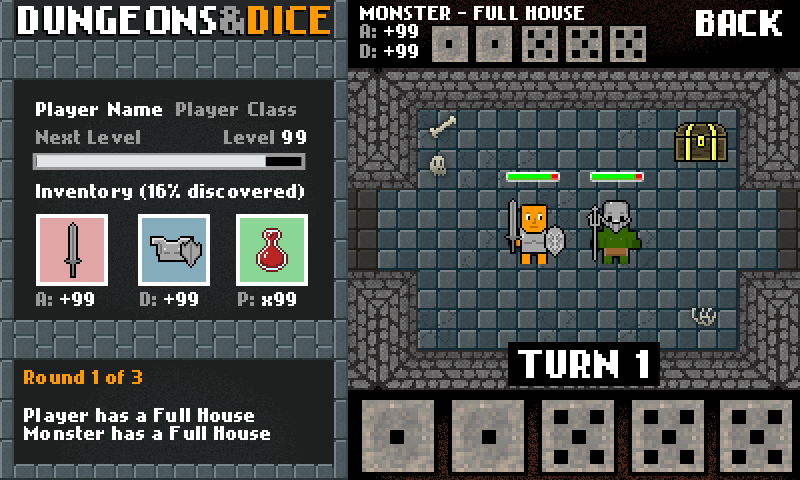 DUNGEONS&DICE
Player Name Player Class
Next Level Level 99
Inventory (16% discovered)
A: +99 D: +99 P: x99
Round 1 of 3
Player has a Full House
Monster has a Full House
MONSTER - FULL HOUSE
A: +99
D: +99
BACK
TURN 1